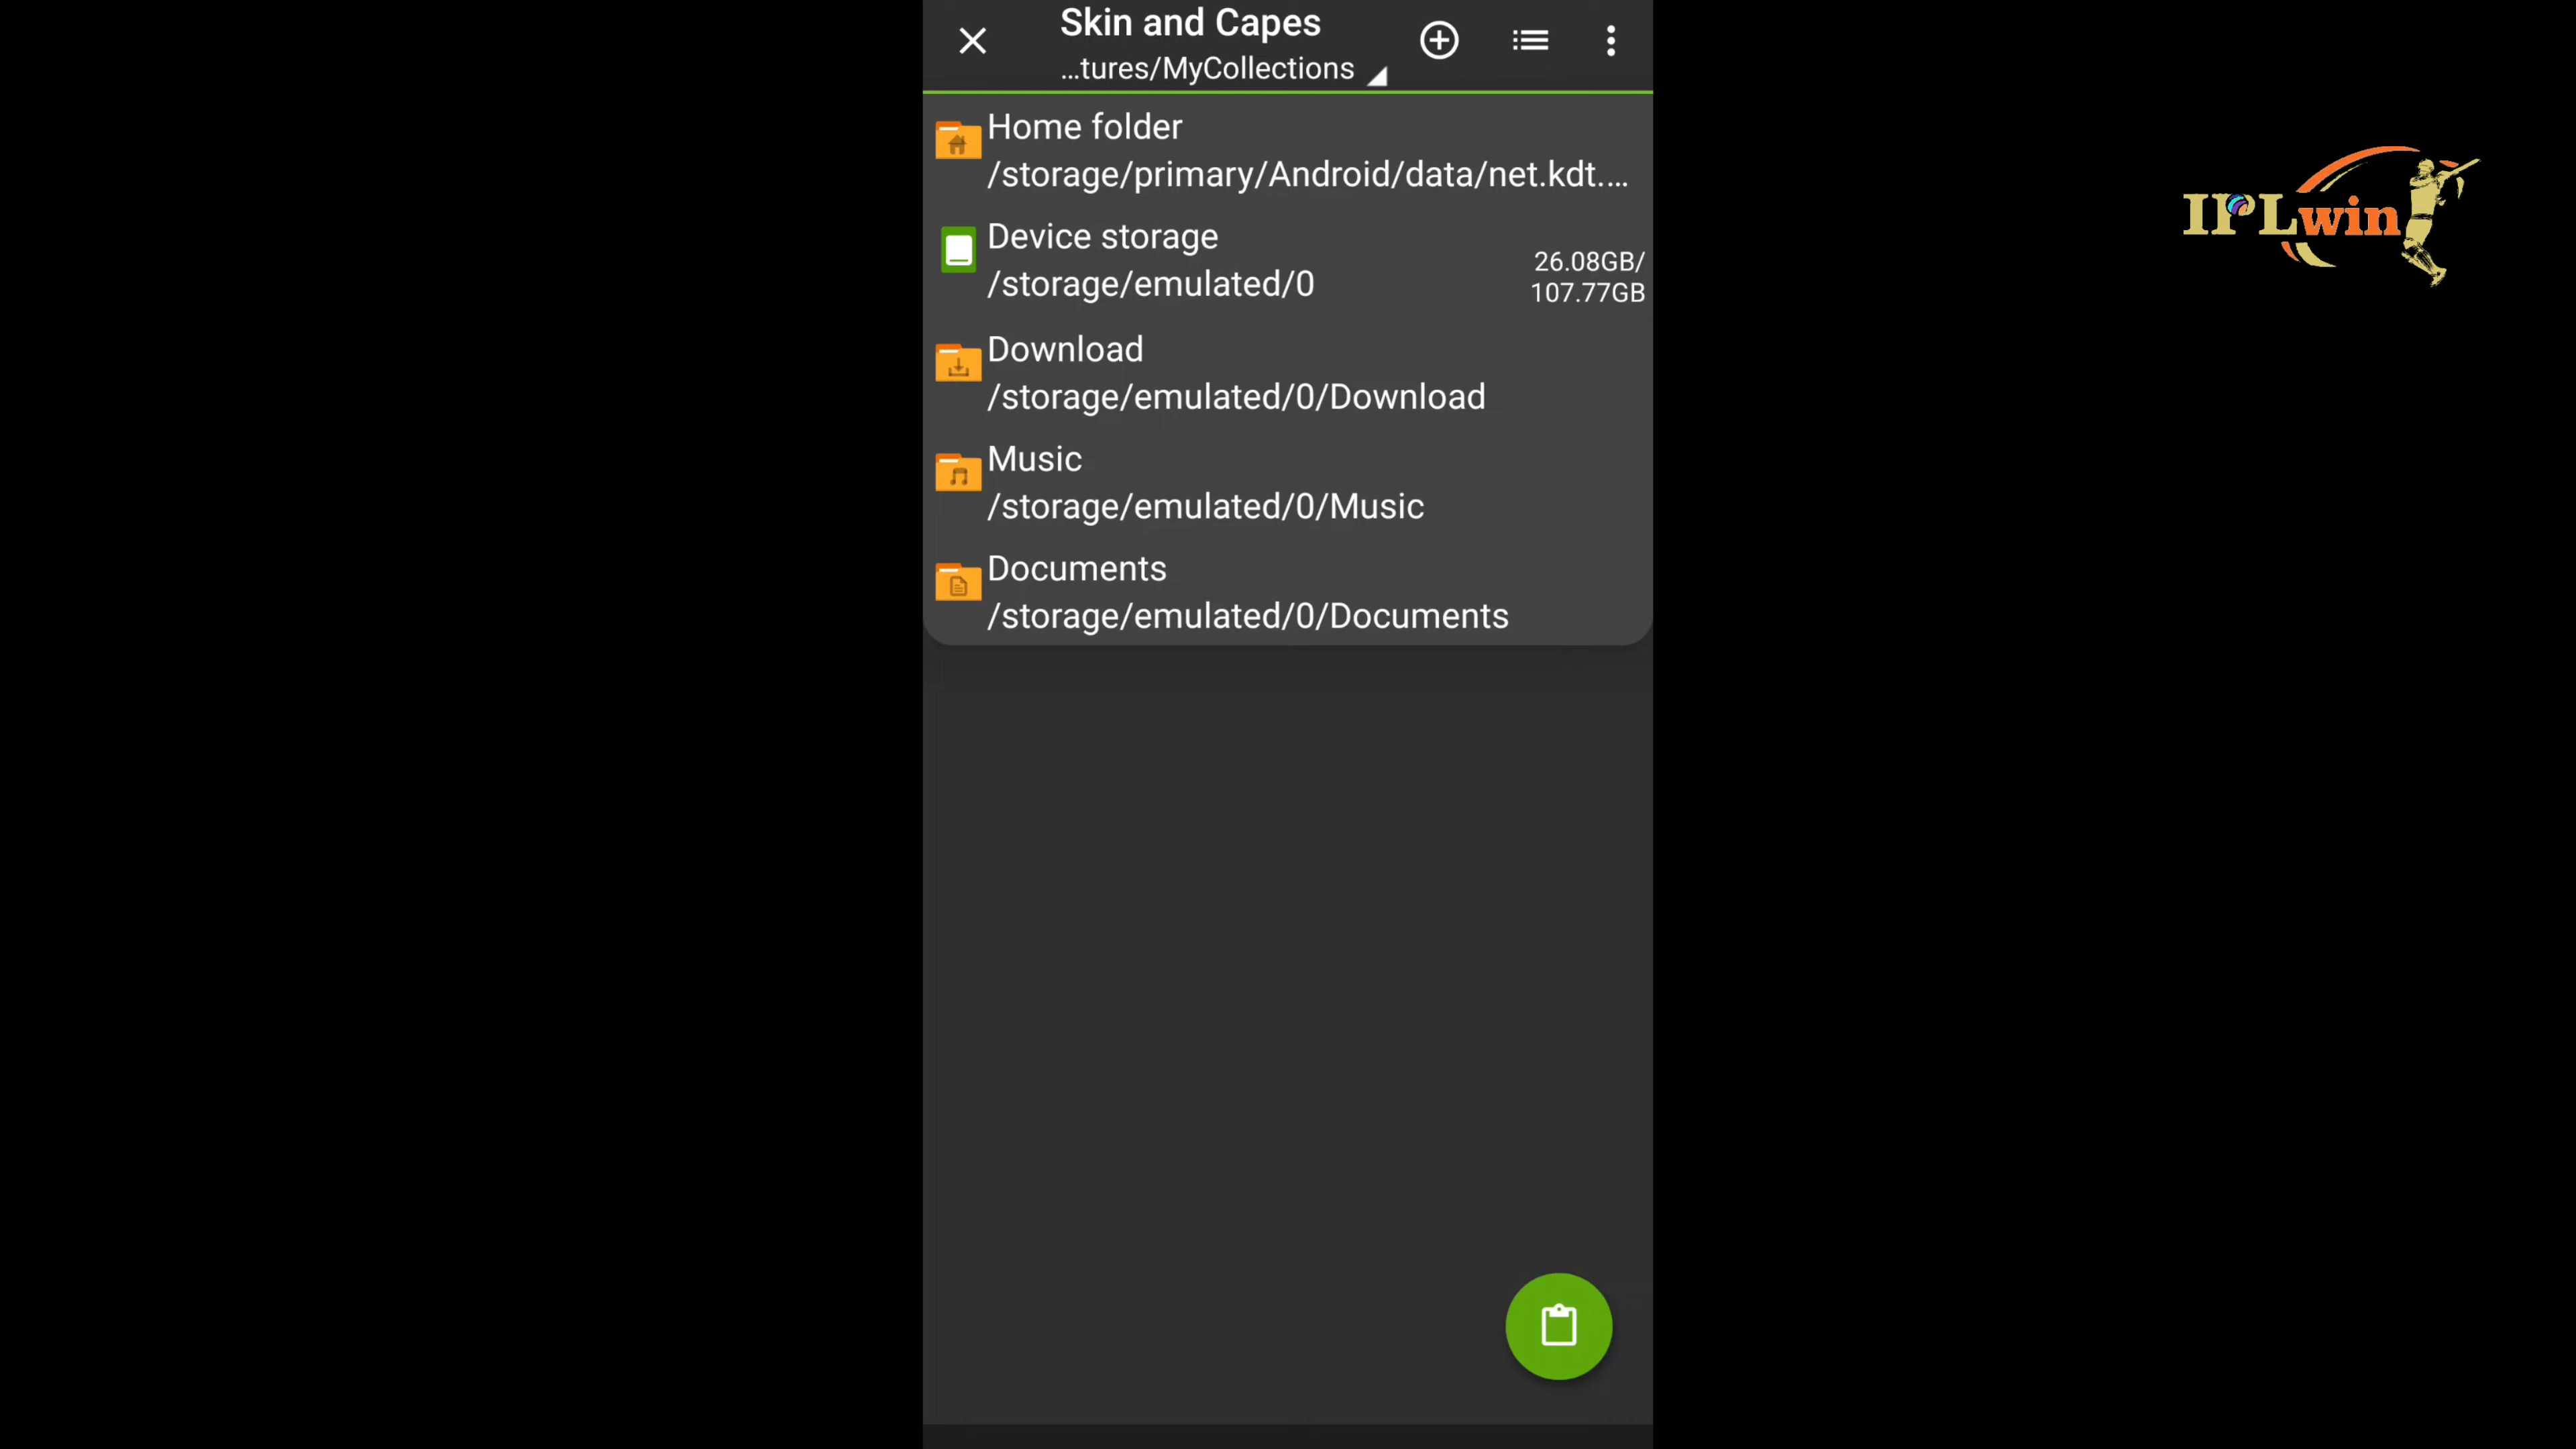 Skin and Capes
...tures/MyCollections
Home folder
/storage/primary/Android/data/net.kdt....
Device storage
/storage/emulated/0
26.08GB/
107.77GB
Download
/storage/emulated/0/Download
Music
/storage/emulated/0/Music
Documents
/storage/emulated/0/Documents
IPLwin